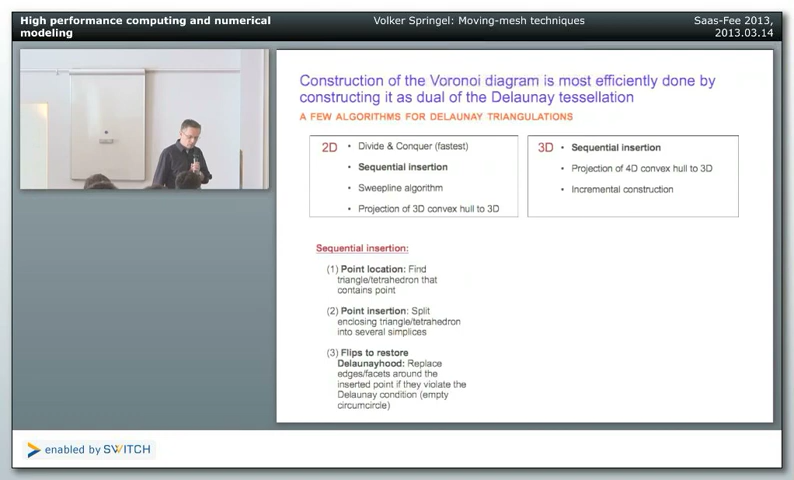 High performance computing and numerical
modeling
Volker Springel: Moving-mesh techniques
Saas-Fee 2013,
2013.03.14
Construction of the Voronoi diagram is most efficiently done by
constructing it as dual of the Delaunay tessellation
A FEW ALGORITHMS FOR DELAUNAY TRIANGULATIONS
2D
• Divide & Conquer (fastest)
• Sequential insertion
• Sweepline algorithm
• Projection of 3D convex hull to 3D
3D
• Sequential insertion
• Projection of 4D convex hull to 3D
• Incremental construction
Sequential insertion:
(1) Point location: Find
triangle/tetrahedron that
contains point
(2) Point insertion: Split
enclosing triangle/tetrahedron
into several simplices
(3) Flips to restore
Delaunayhood: Replace
edges/facets around the
inserted point if they violate the
Delaunay condition (empty
circumcircle)
enabled by SWITCH